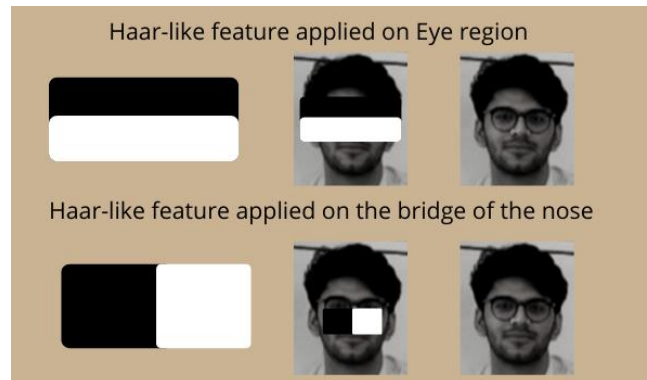 Haar-like feature applied on Eye region
Haar-like feature applied on the bridge of the nose